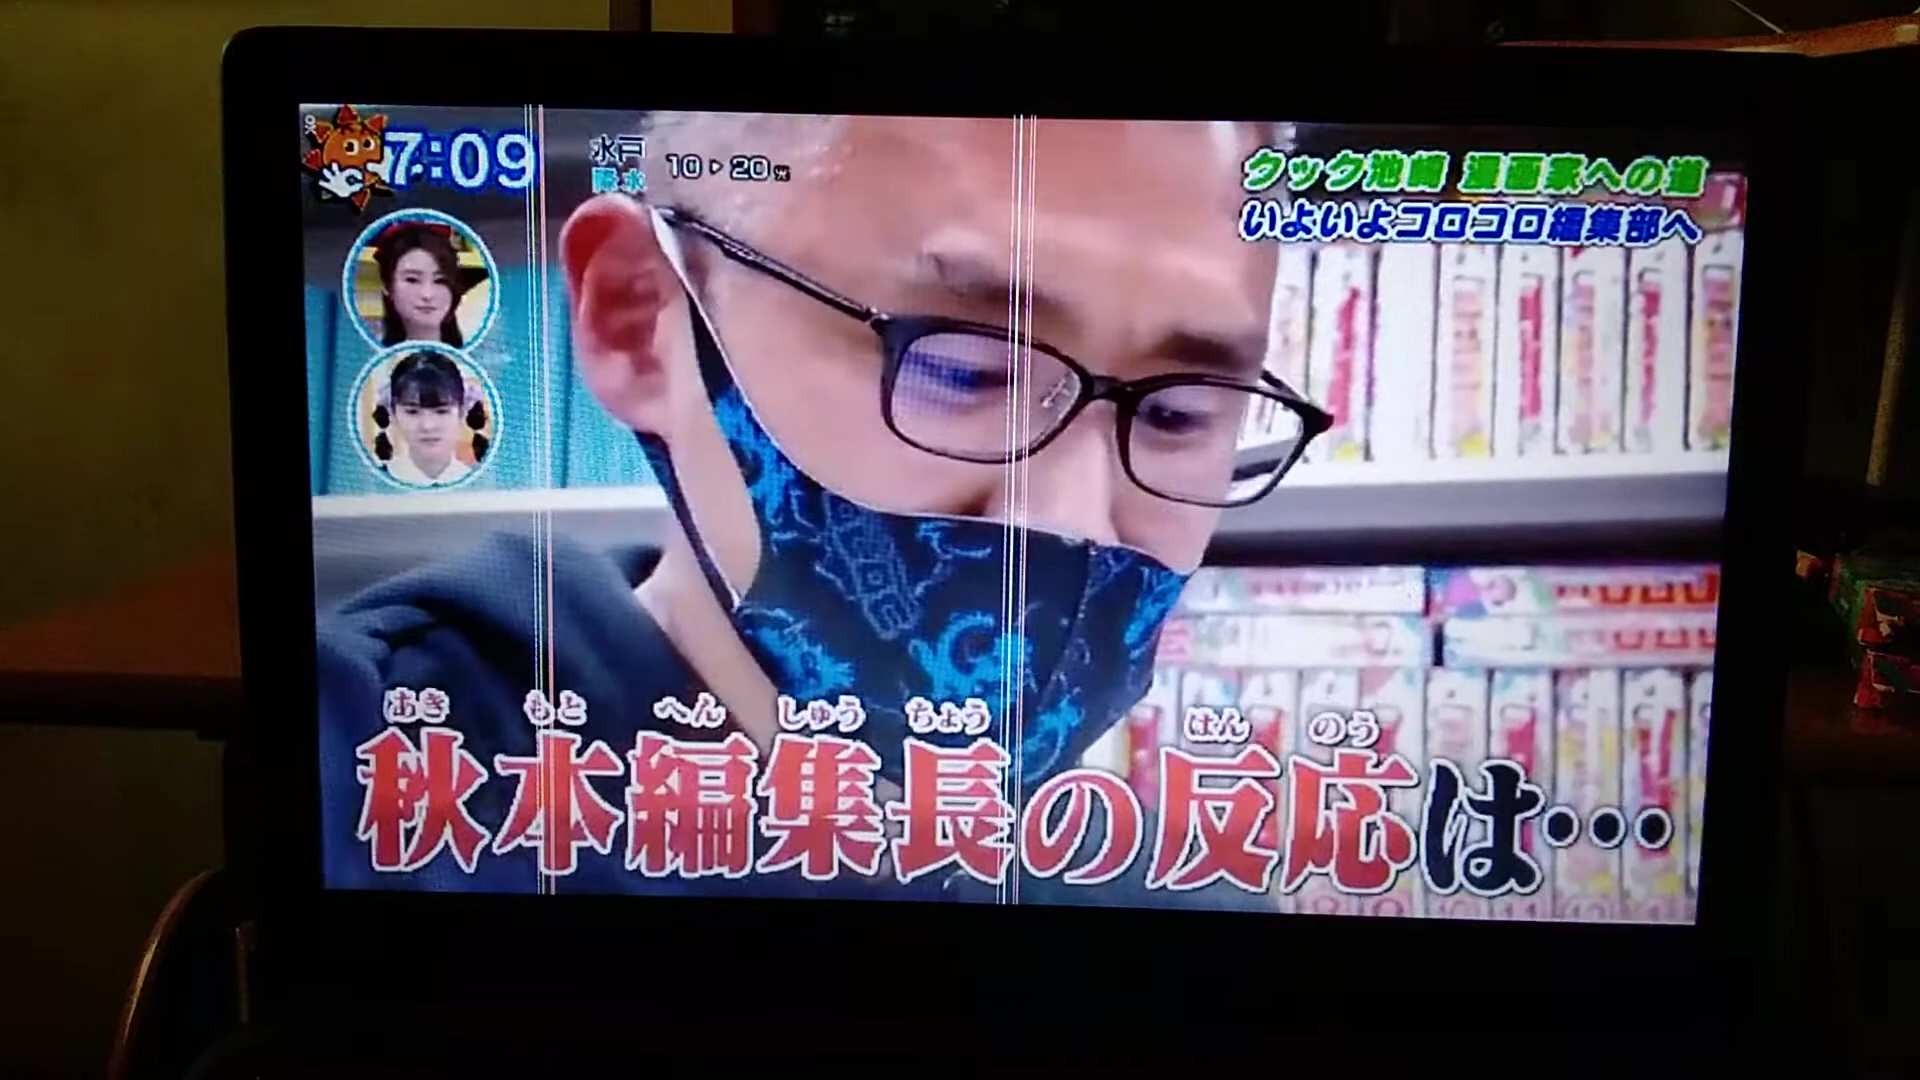 7:09
水戸
降水
10▶20%
クック池崎 漫画家への道
いよいよコロコロ編集部へ
あき もと へん しゅう ちょう はん のう
秋本編集長の反応は…